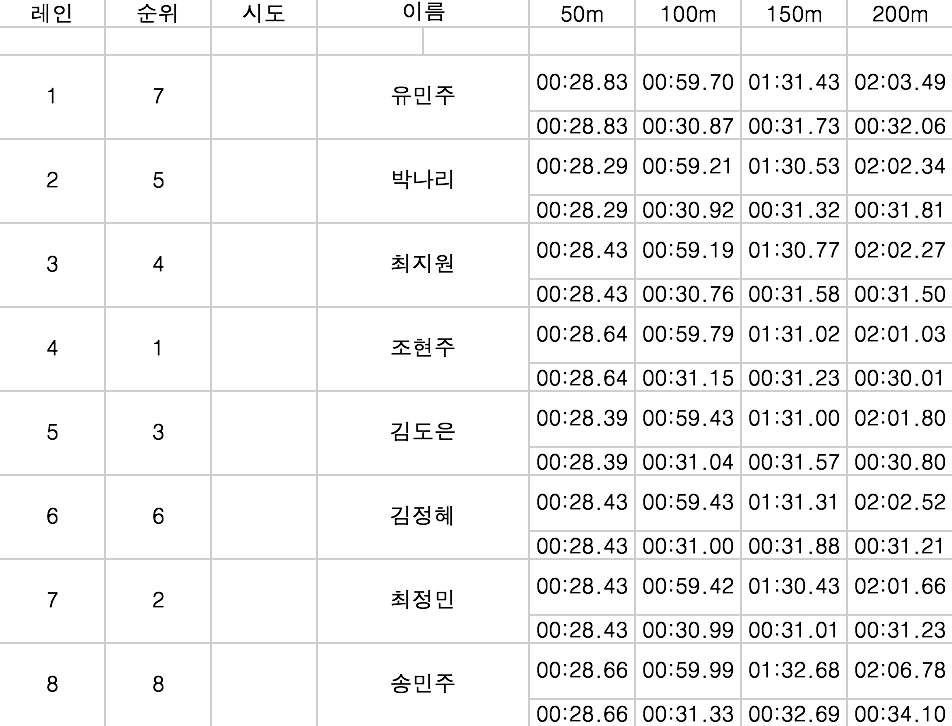 레인 순위 시도 이름 50m 100m 150m 200m
1 7 유민주 00:28.83 00:59.70 01:31.43 02:03.49
00:28.83 00:30.87 00:31.73 00:32.06
2 5 박나리 00:28.29 00:59.21 01:30.53 02:02.34
00:28.29 00:30.92 00:31.32 00:31.81
3 4 최지원 00:28.43 00:59.19 01:30.77 02:02.27
00:28.43 00:30.76 00:31.58 00:31.50
4 1 조현주 00:28.64 00:59.79 01:31.02 02:01.03
00:28.64 00:31.15 00:31.23 00:30.01
5 3 김도은 00:28.39 00:59.43 01:31.00 02:01.80
00:28.39 00:31.04 00:31.57 00:30.80
6 6 김정혜 00:28.43 00:59.43 01:31.31 02:02.52
00:28.43 00:31.00 00:31.88 00:31.21
7 2 최정민 00:28.43 00:59.42 01:30.43 02:01.66
00:28.43 00:30.99 00:31.01 00:31.23
8 8 송민주 00:28.66 00:59.99 01:32.68 02:06.78
00:28.66 00:31.33 00:32.69 00:34.10